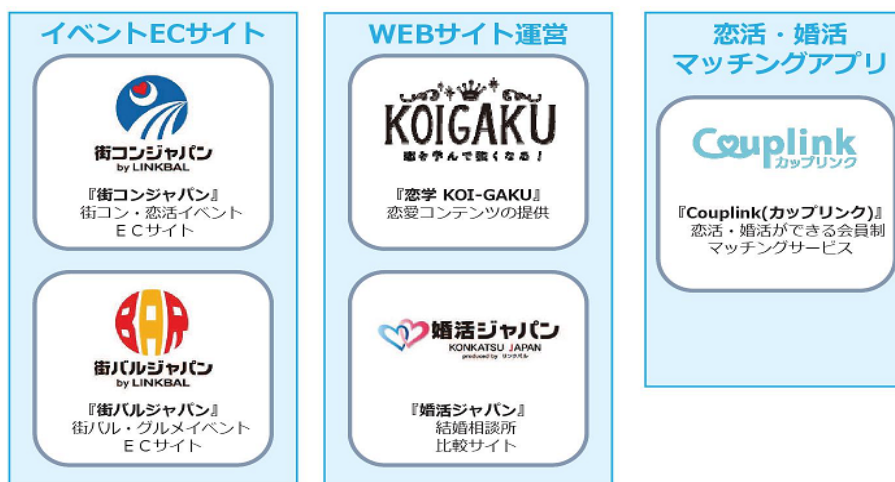 イベントECサイト
街コンジャパン
by LINKBAL
『街コンジャパン』
街コン・恋活イベント
ＥＣサイト
BAR
街バルジャパン
by LINKBAL
『街バルジャパン』
街バル・グルメイベント
ＥＣサイト
WEBサイト運営
KOIGAKU
恋を学んで強くなる！
『恋学 KOI-GAKU』
恋愛コンテンツの提供
婚活ジャパン
KONKATSU JAPAN
produced by リンクバル
『婚活ジャパン』
結婚相談所
比較サイト
恋活・婚活
マッチングアプリ
Couplink
カップリンク
『Couplink(カップリンク)』
恋活・婚活ができる会員制
マッチングサービス